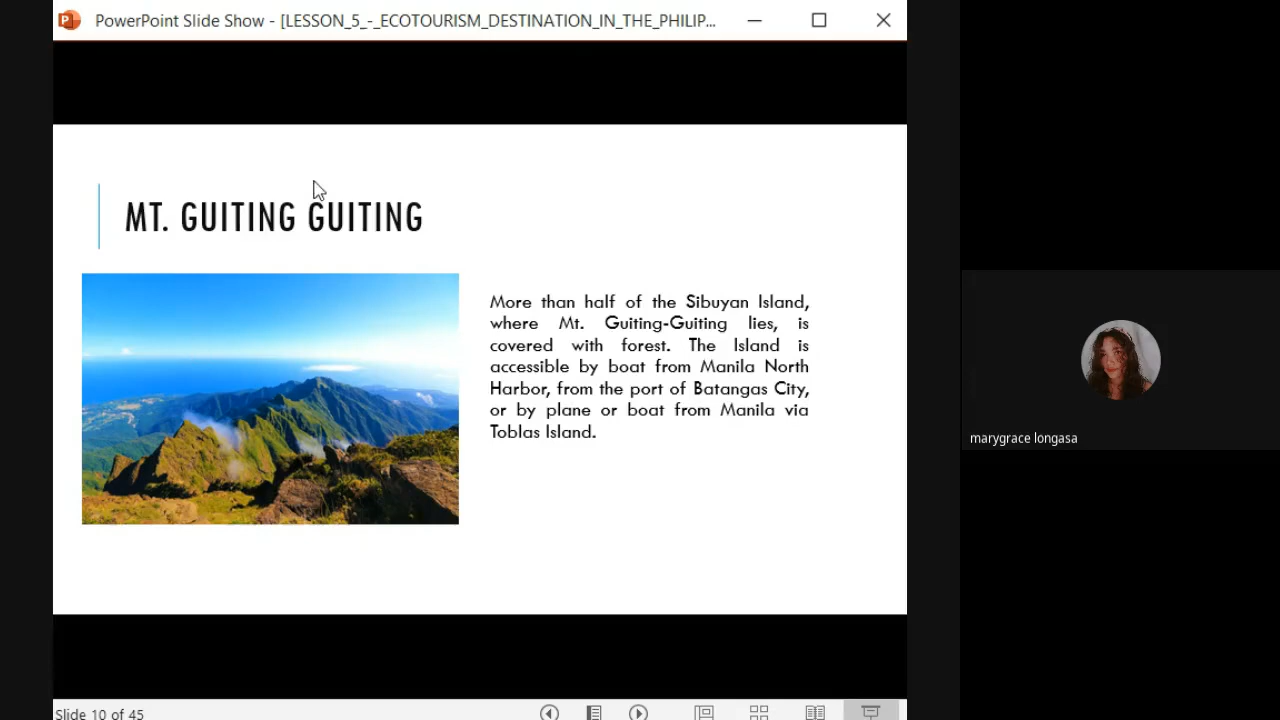 PowerPoint Slide Show - [LESSON_5_-_ECOTOURISM_DESTINATION_IN_THE_PHILIP...
MT. GUITING GUITING
More than half of the Sibuyan Island,
where Mt. Guiting-Guiting lies, is
covered with forest. The Island is
accessible by boat from Manila North
Harbor, from the port of Batangas City,
or by plane or boat from Manila via
Toblas Island.
marygrace longasa
Slide 10 of 45